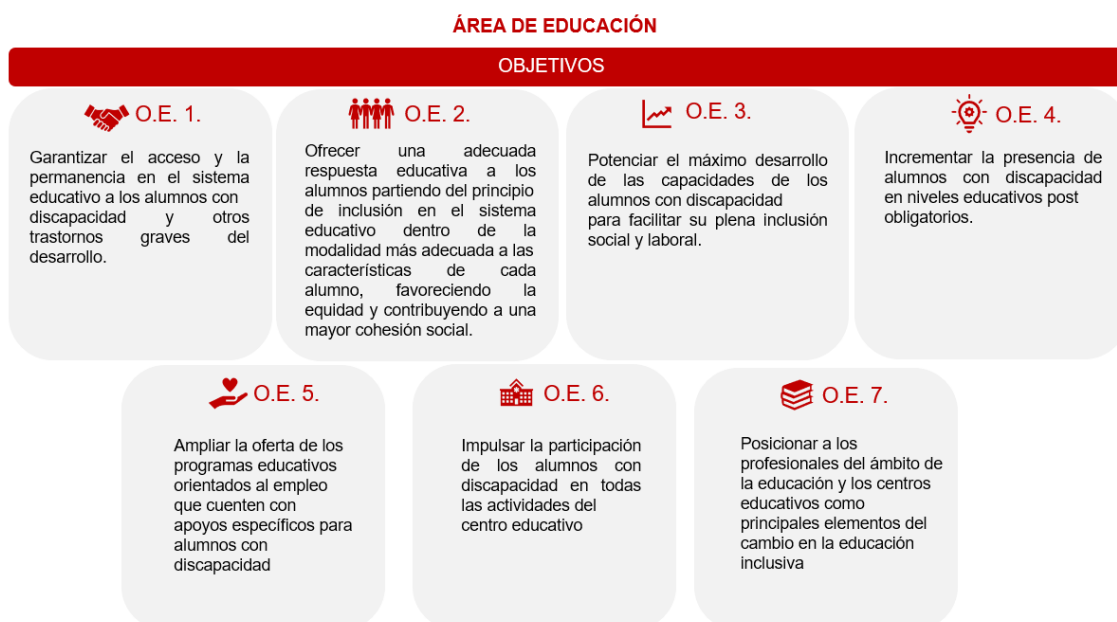 ÁREA DE EDUCACIÓN
OBJETIVOS
O.E. 1.
Garantizar el acceso y la
permanencia en el sistema
educativo a los alumnos con
discapacidad y otros
trastornos graves del
desarrollo.
O.E. 2.
Ofrecer una adecuada
respuesta educativa a los
alumnos partiendo del principio
de inclusión en el sistema
educativo dentro de la
modalidad más adecuada a las
características de cada
alumno, favoreciendo la
equidad y contribuyendo a una
mayor cohesión social.
O.E. 3.
Potenciar el máximo desarrollo
de las capacidades de los
alumnos con discapacidad
para facilitar su plena inclusión
social y laboral.
O.E. 4.
Incrementar la presencia de
alumnos con discapacidad
en niveles educativos post
obligatorios.
O.E. 5.
Ampliar la oferta de los
programas educativos
orientados al empleo
que cuenten con
apoyos específicos para
alumnos con
discapacidad
O.E. 6.
Impulsar la participación
de los alumnos con
discapacidad en todas
las actividades del
centro educativo
O.E. 7.
Posicionar a los
profesionales del ámbito de
la educación y los centros
educativos como
principales elementos del
cambio en la educación
inclusiva